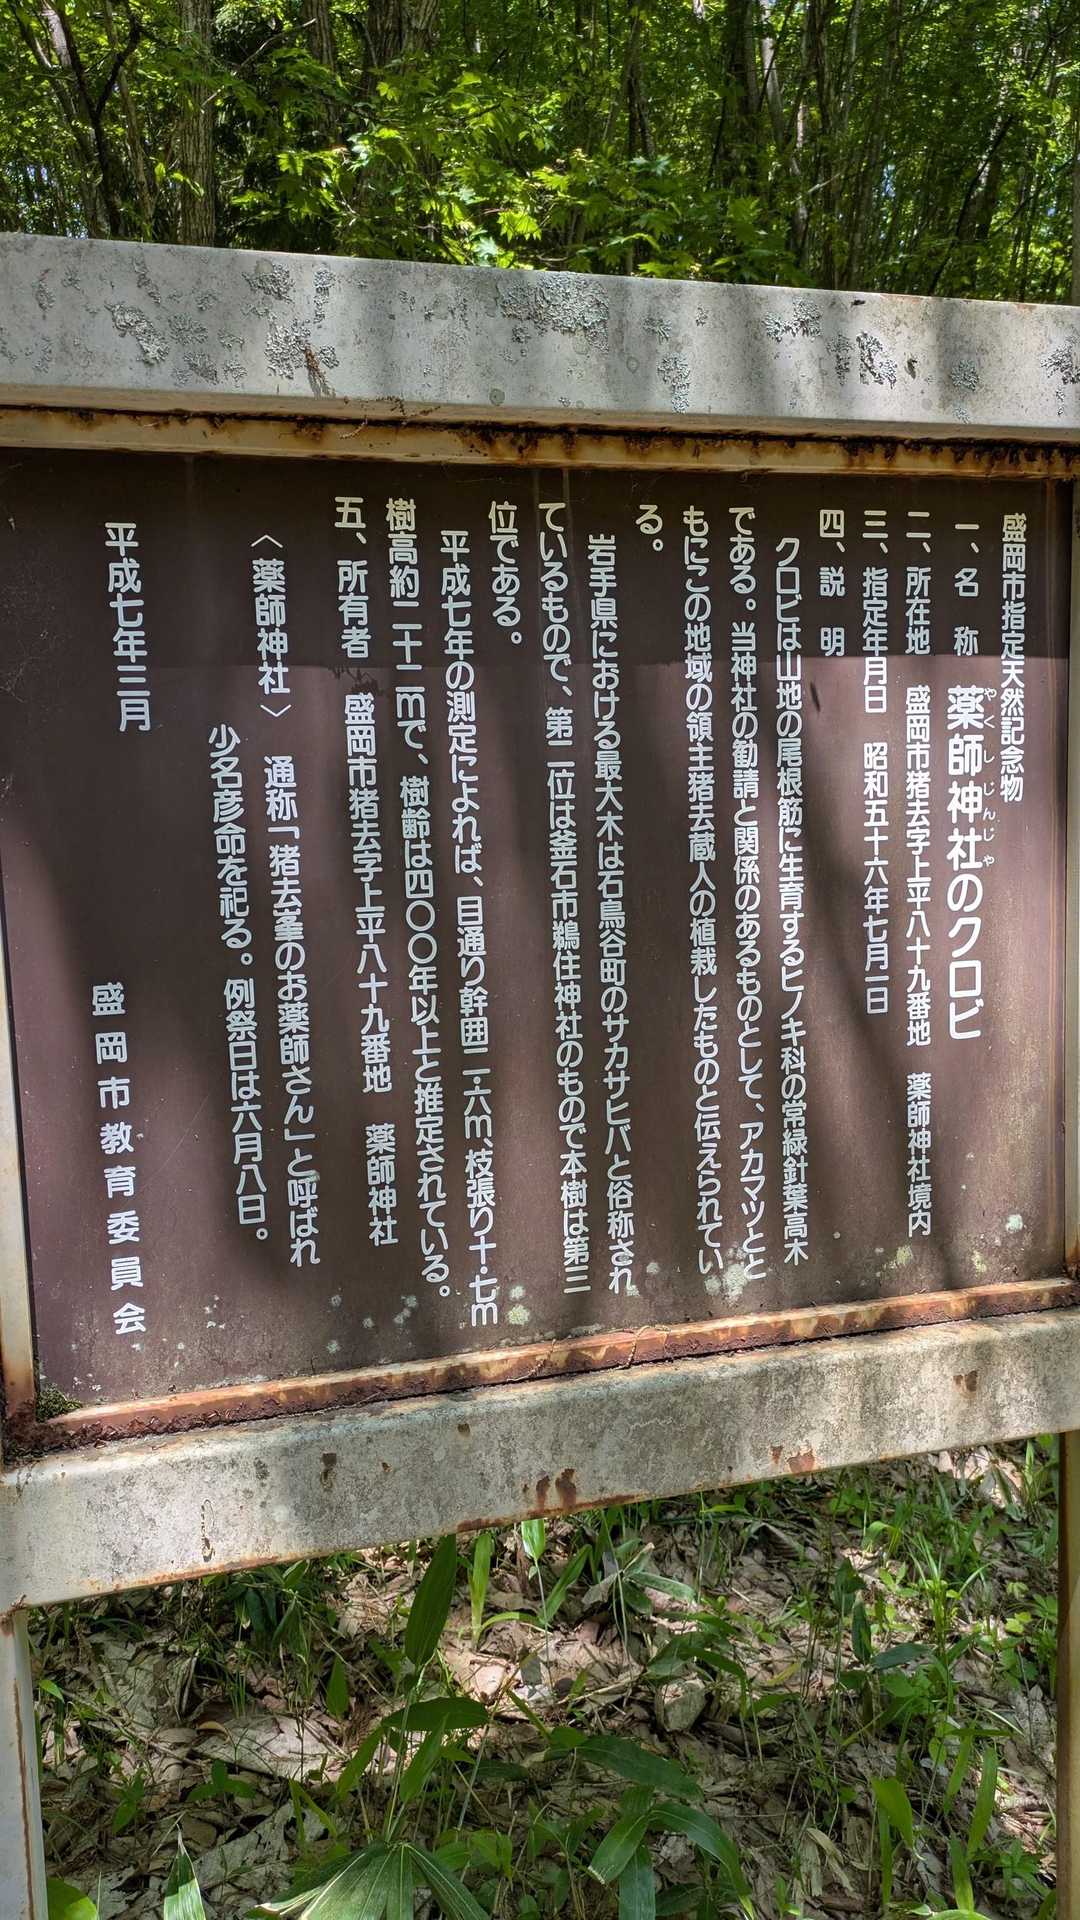 盛岡市指定天然記念物
一、名　称　薬師神社のクロビ
やくしじんじゃ
二、所在地　盛岡市猪去字上平八十九番地　薬師神社境内
三、指定年月日　昭和五十六年七月一日
四、説　明
クロビは山地の尾根筋に生育するヒノキ科の常緑針葉高木
である。当神社の勧請と関係のあるものとして、アカマツとと
もにこの地域の領主猪去蔵人の植栽したものと伝えられてい
る。
岩手県における最大木は石鳥谷町のサカサヒバと俗称され
ているもので、第二位は釜石市鵜住神社のもので本樹は第三
位である。
平成七年の測定によれば、目通り幹囲二・六m、枝張り十・七m
樹高約二十二mで、樹齢は四〇〇年以上と推定されている。
五、所有者　盛岡市猪去字上平八十九番地　薬師神社
〈薬師神社〉　通称「猪去峯のお薬師さん」と呼ばれ
少名彦命を祀る。例祭日は六月八日。
平成七年三月
盛岡市教育委員会